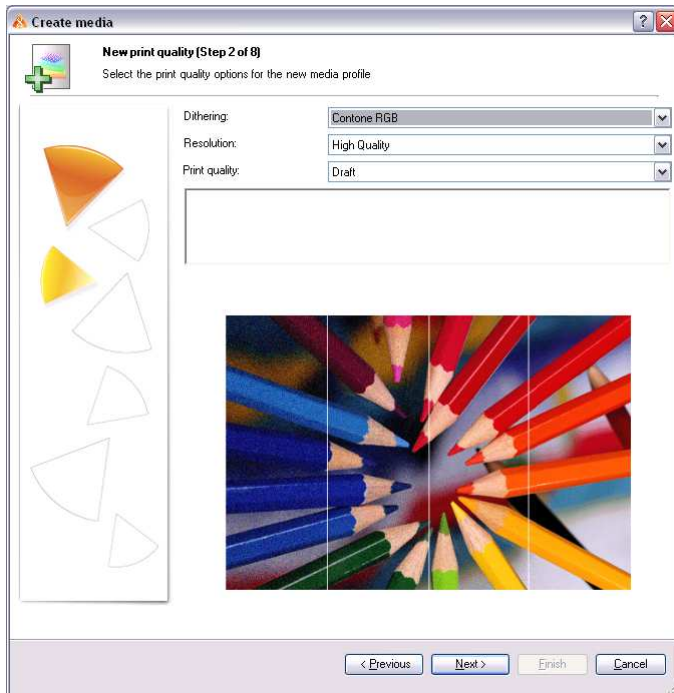 Create media
New print quality (Step 2 of 8)
Select the print quality options for the new media profile
Dithering: Contone RGB
Resolution: High Quality
Print quality: Draft
< Previous Next > Finish Cancel